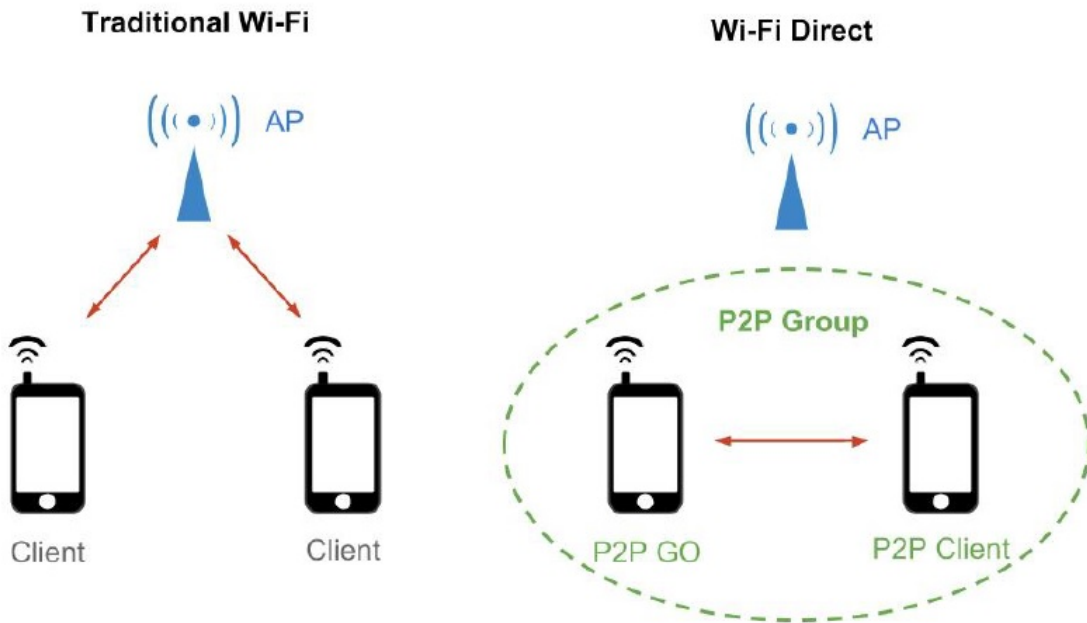 Traditional Wi-Fi
AP
Client
Client
Wi-Fi Direct
AP
P2P Group
P2P GO
P2P Client